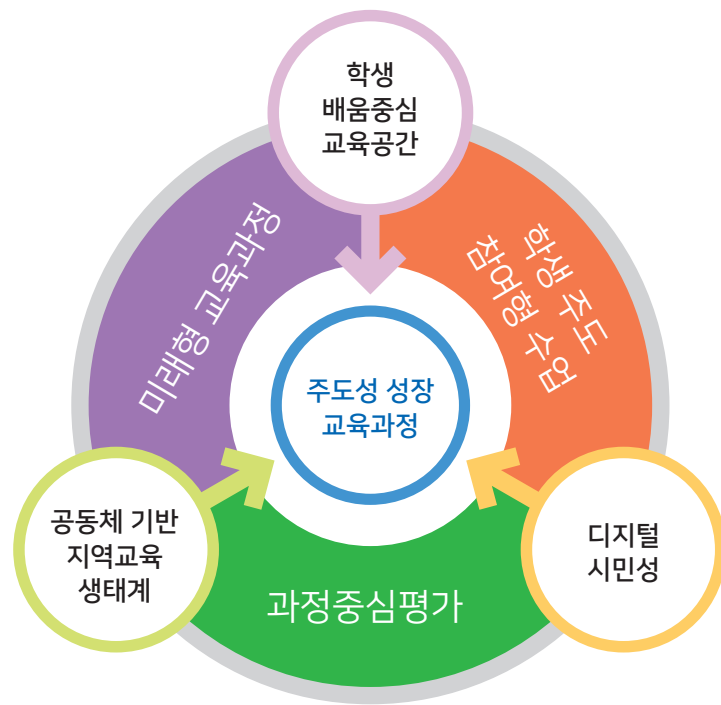 학생
배움중심
교육공간
미래형 교육과정
학생 주도
참여형 수업
주도성 성장
교육과정
공동체 기반
지역교육
생태계
디지털
시민성
과정중심평가